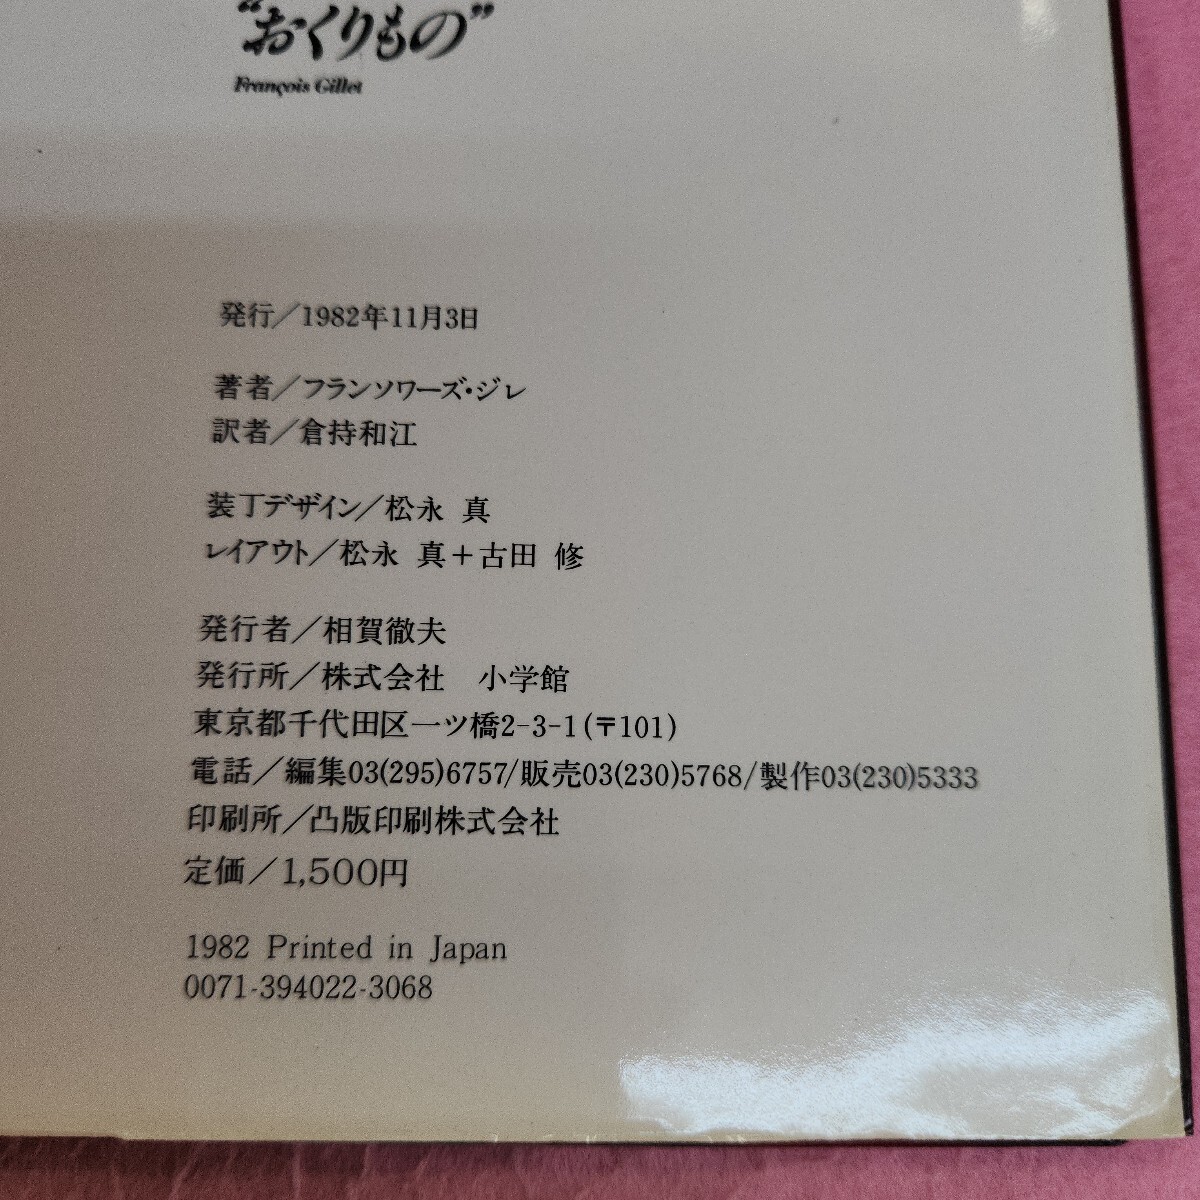 “おくりもの”
François Gillet
発行／1982年11月3日
著者／フランソワーズ・ジレ
訳者／倉持和江
装丁デザイン／松永 真
レイアウト／松永 真＋古田 修
発行者／相賀徹夫
発行所／株式会社　小学館
東京都千代田区一ツ橋2-3-1(〒101)
電話／編集03(295)6757/販売03(230)5768/製作03(230)5333
印刷所／凸版印刷株式会社
定価／1,500円
1982 Printed in Japan
0071-394022-3068